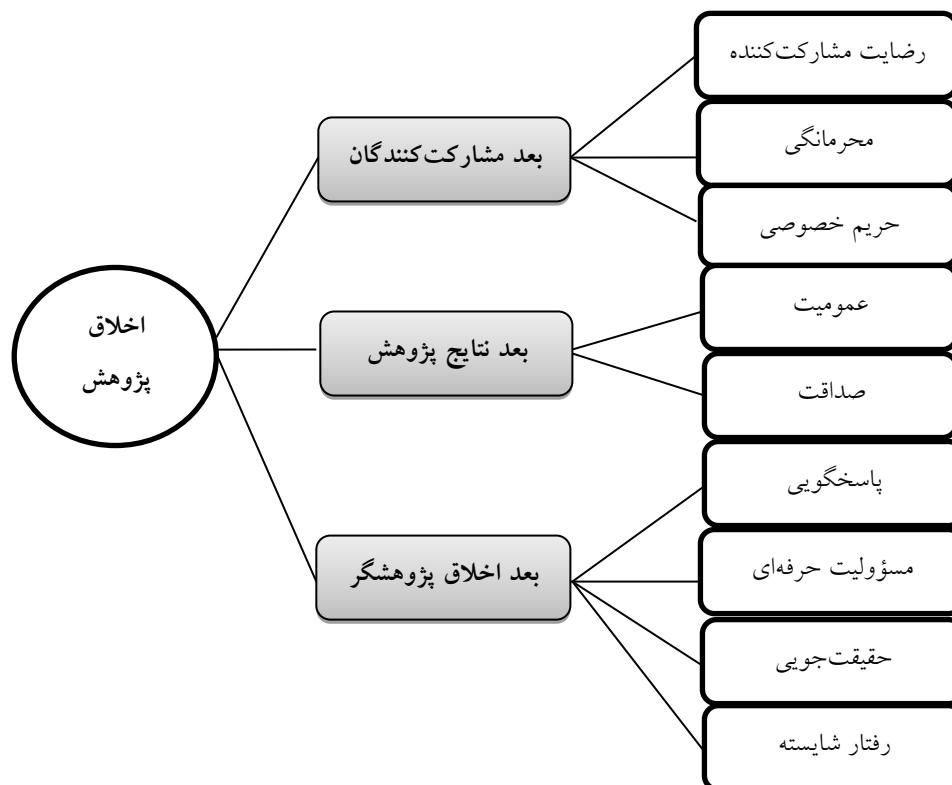 اخلاق
پژوهش
بعد مشارکت‌کنندگان
رضایت مشارکت‌کننده
محرمانگی
حریم خصوصی
بعد نتایج پژوهش
عمومیت
صداقت
بعد اخلاق پژوهشگر
پاسخگویی
مسؤولیت حرفه‌ای
حقیقت‌جویی
رفتار شایسته